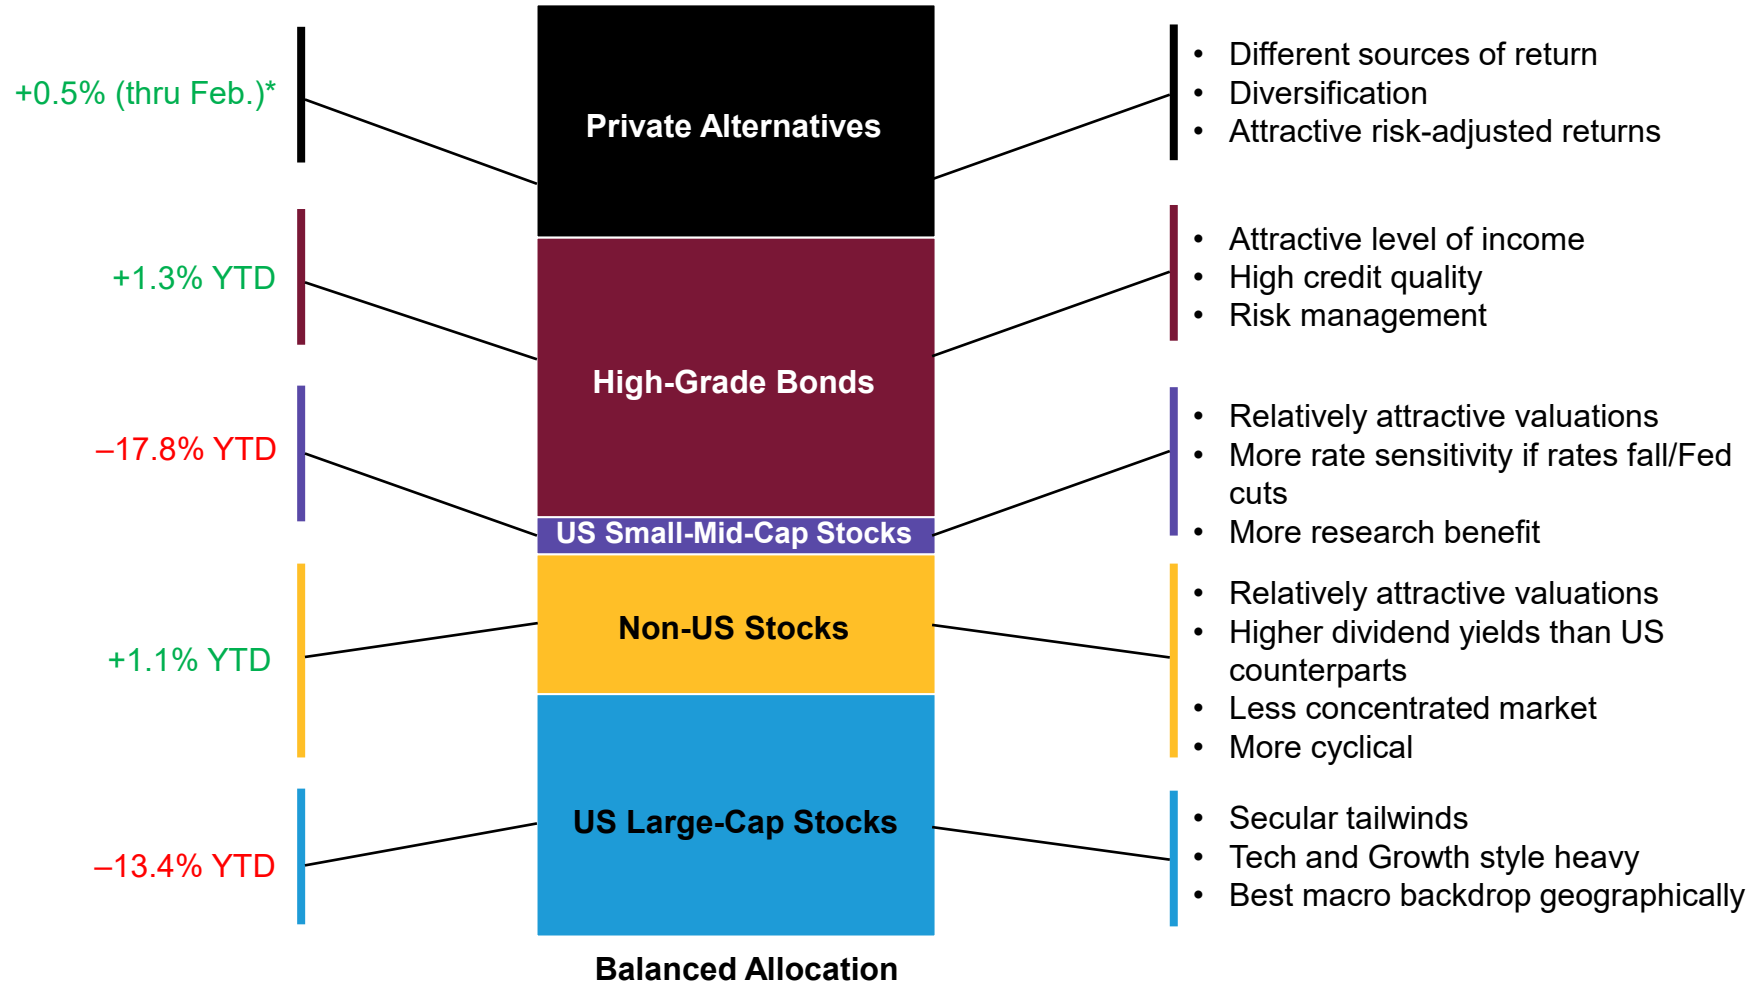 +0.5% (thru Feb.)*
Private Alternatives
• Different sources of return
• Diversification
• Attractive risk-adjusted returns
+1.3% YTD
High-Grade Bonds
• Attractive level of income
• High credit quality
• Risk management
–17.8% YTD
US Small-Mid-Cap Stocks
• Relatively attractive valuations
• More rate sensitivity if rates fall/Fed
cuts
• More research benefit
+1.1% YTD
Non-US Stocks
• Relatively attractive valuations
• Higher dividend yields than US
counterparts
• Less concentrated market
• More cyclical
–13.4% YTD
US Large-Cap Stocks
• Secular tailwinds
• Tech and Growth style heavy
• Best macro backdrop geographically
Balanced Allocation